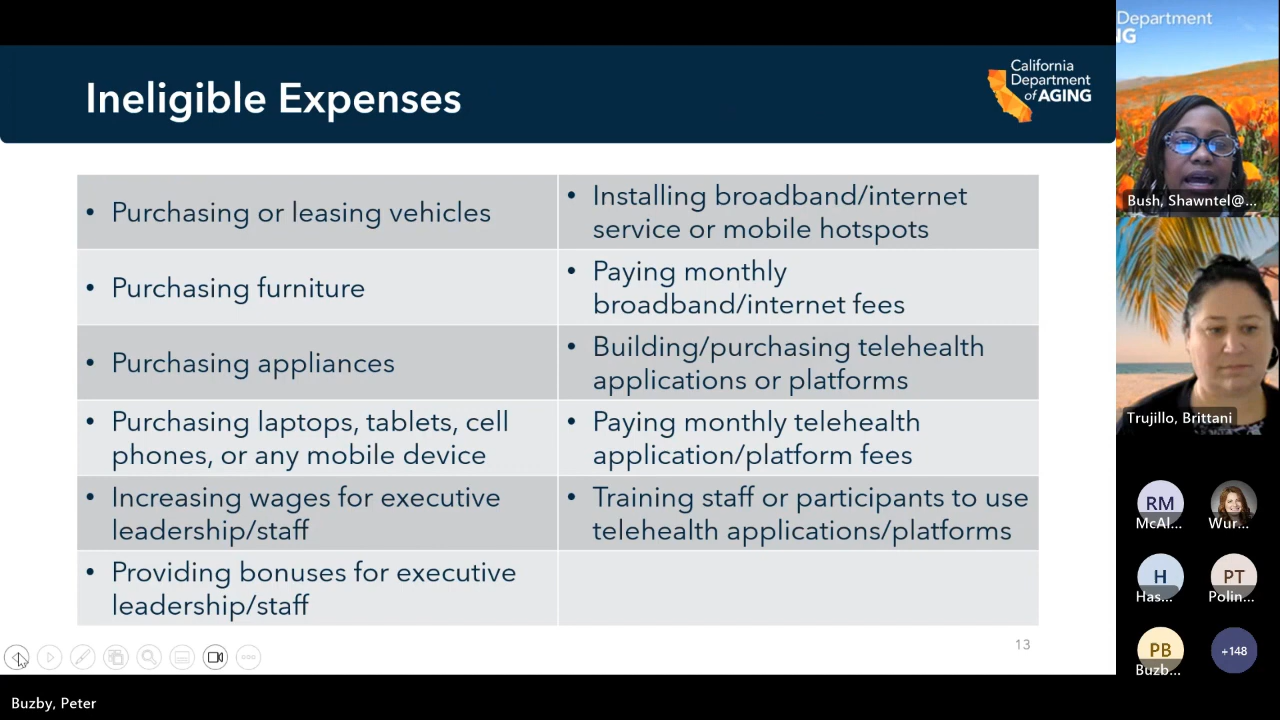 Ineligible Expenses
California
Department
of AGING
• Purchasing or leasing vehicles
• Installing broadband/internet
service or mobile hotspots
• Purchasing furniture
• Paying monthly
broadband/internet fees
• Purchasing appliances
• Building/purchasing telehealth
applications or platforms
• Purchasing laptops, tablets, cell
phones, or any mobile device
• Paying monthly telehealth
application/platform fees
• Increasing wages for executive
leadership/staff
• Training staff or participants to use
telehealth applications/platforms
• Providing bonuses for executive
leadership/staff
13
Department
NG
Bush, Shawntel@...
Trujillo, Brittani
RM
McAl...
Wur...
H
Has...
PT
Polin...
PB
Buzb...
+148
Buzby, Peter